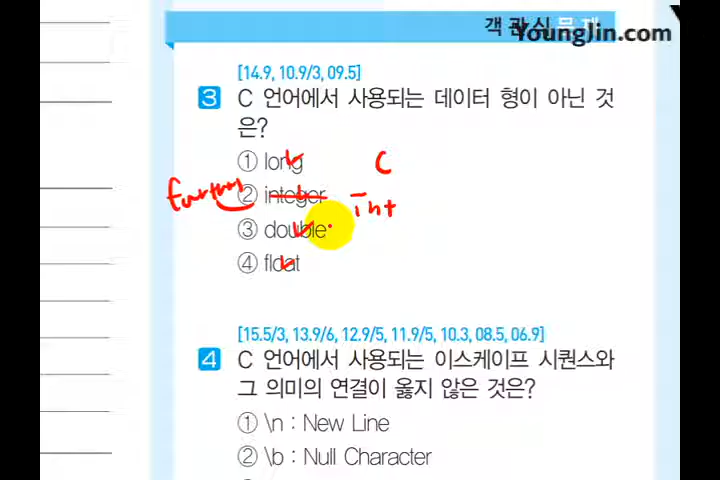 객 관 식 문 제
YoungJin.com
[14.9, 10.9/3, 09.5]
3 C 언어에서 사용되는 데이터 형이 아닌 것
은?
① long C
② integer int
③ double
④ float
[15.5/3, 13.9/6, 12.9/5, 11.9/5, 10.3, 08.5, 06.9]
4 C 언어에서 사용되는 이스케이프 시퀀스와
그 의미의 연결이 옳지 않은 것은?
① \n : New Line
② \b : Null Character